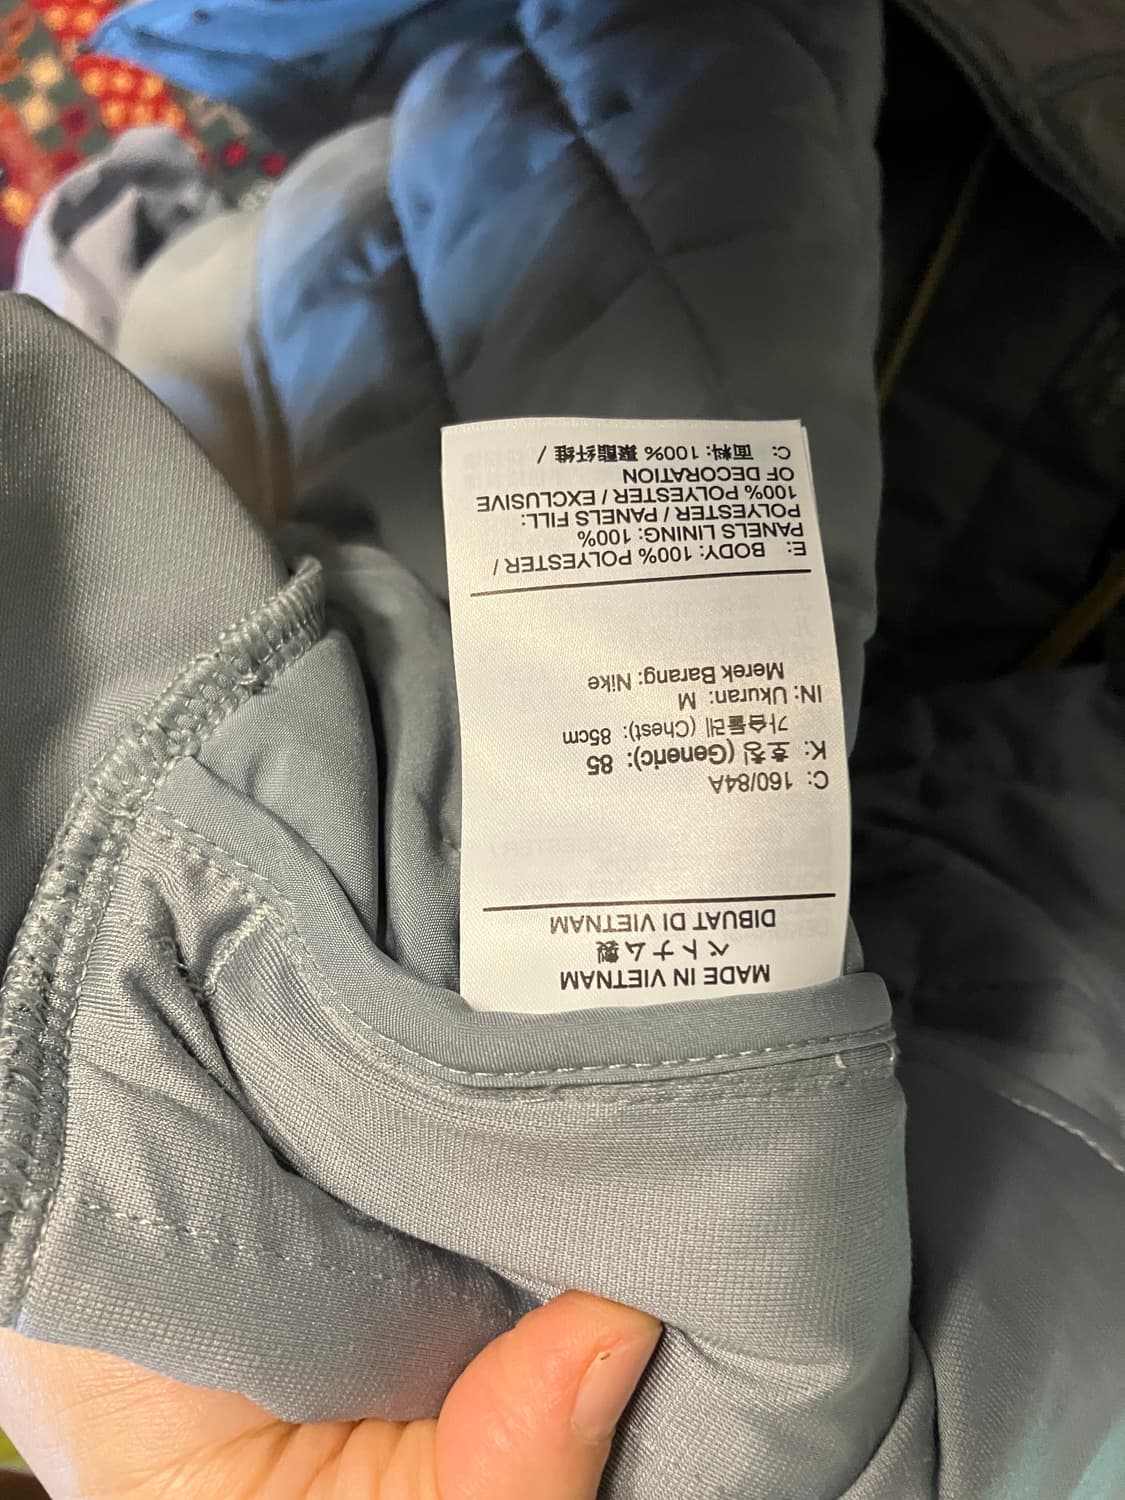 MADE IN VIETNAM
ベトナム製
DIBUAT DI VIETNAM
C: 160/84A
K: 호칭 (Generic): 85
가슴둘레 (Chest): 85cm
IN: Ukuran: M
Merek Barang: Nike
E: BODY: 100% POLYESTER /
PANELS LINING: 100%
POLYESTER / PANELS FILL:
100% POLYESTER / EXCLUSIVE
OF DECORATION
C: 面料: 100% 聚酯纤维 /